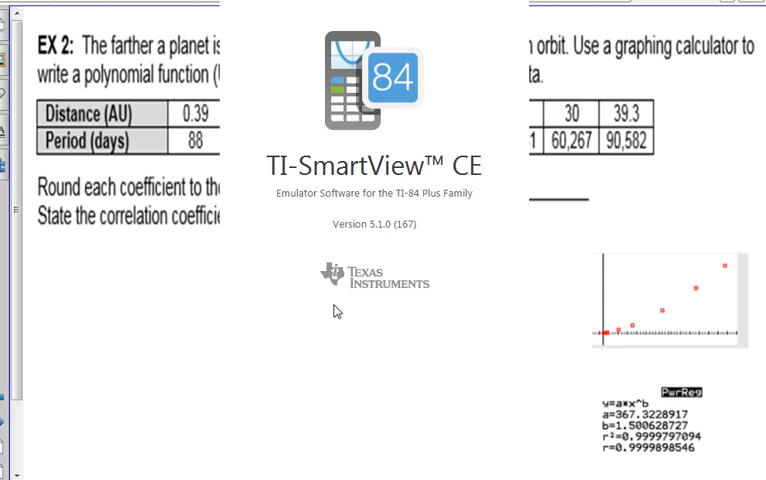 EX 2: The farther a planet is
n orbit. Use a graphing calculator to
write a polynomial function (
ta.
Distance (AU) 0.39 30 39.3
Period (days) 88 1 60,267 90,582
Round each coefficient to the
State the correlation coefficie
84
TI-SmartView™ CE
Emulator Software for the TI-84 Plus Family
Version 5.1.0 (167)
TEXAS
INSTRUMENTS
PwrReg
y=a*x^b
a=367.3228917
b=1.500628727
r²=0.9999797094
r=0.9999898546